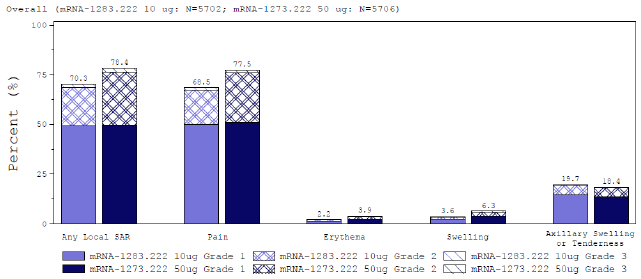 Overall (mRNA-1283.222 10 ug: N=5702; mRNA-1273.222 50 ug: N=5706)
Percent (%)
100
75
50
25
0
70.3 78.4 68.5 77.5 2.2 3.9 3.6 6.3 19.7 18.4
Any Local SAR Pain Erythema Swelling Axillary Swelling
or Tenderness
mRNA-1283.222 10ug Grade 1 mRNA-1283.222 10ug Grade 2 mRNA-1283.222 10ug Grade 3
mRNA-1273.222 50ug Grade 1 mRNA-1273.222 50ug Grade 2 mRNA-1273.222 50ug Grade 3